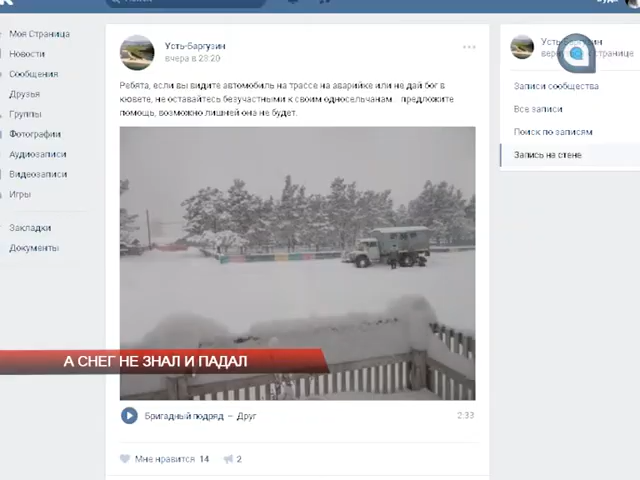 Моя Страница
Новости
Сообщения
Друзья
Группы
Фотографии
Аудиозаписи
Видеозаписи
Игры
Закладки
Документы
Усть-Баргузин
вчера в 23:20
Ребята, если вы видите автомобиль на трассе на аварийке или не дай бог в
кювете, не оставайтесь безучастными к своим односельчанам... предложите
помощь, возможно лишней она не будет.
А СНЕГ НЕ ЗНАЛ И ПАДАЛ
Бригадный подряд – Друг
2:33
Мне нравится 14
2
странице
Записи сообщества
Все записи
Поиск по записям
Запись на стене